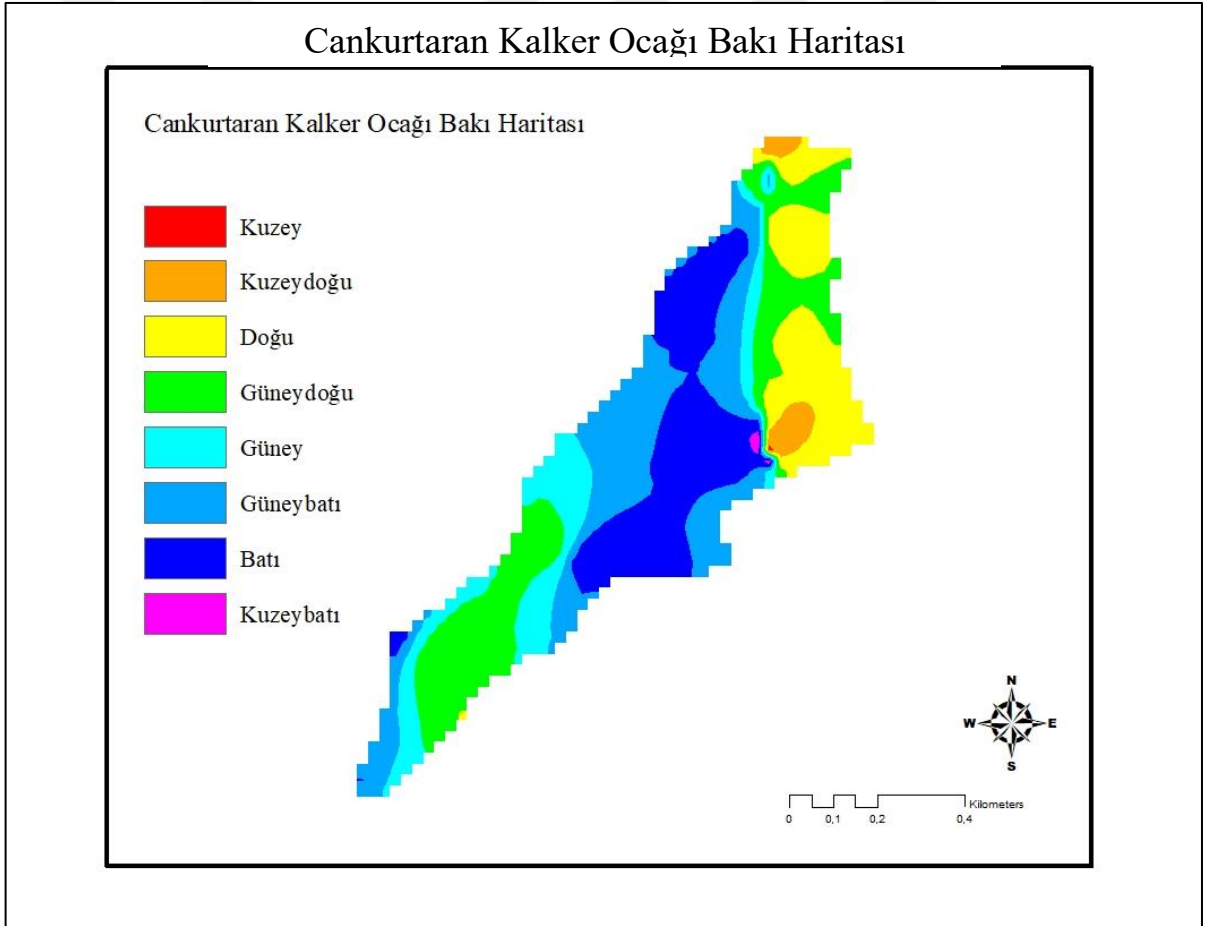 Cankurtaran Kalker Ocağı Bakı Haritası
Cankurtaran Kalker Ocağı Bakı Haritası
Kuzey
Kuzeydoğu
Doğu
Güneydoğu
Güney
Güneybatı
Batı
Kuzeybatı
N
W E
S
Kilometers
0 0,1 0,2 0,4